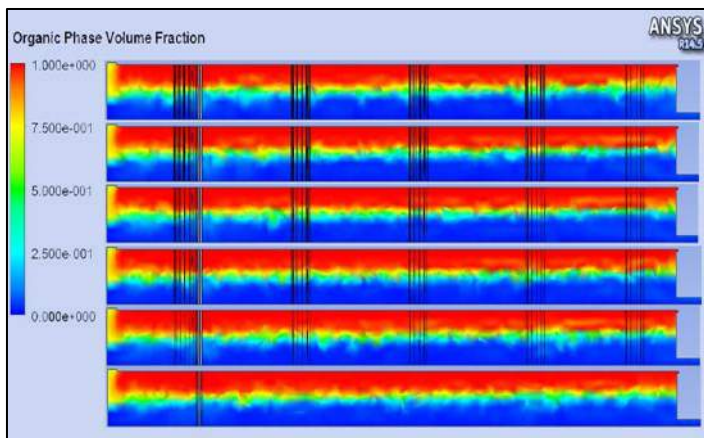 ANSYS
R14.5
Organic Phase Volume Fraction
1.000e+000
7.500e-001
5.000e-001
2.500e-001
0.000e+000